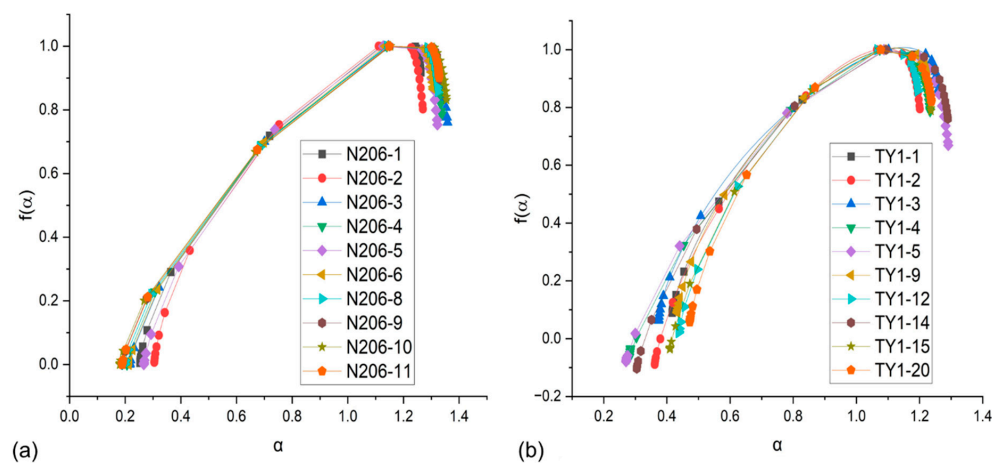 1.0
0.8
0.6
0.4
0.2
0.0
f(α)
0.0 0.2 0.4 0.6 0.8 1.0 1.2 1.4
α
(a)
N206-1
N206-2
N206-3
N206-4
N206-5
N206-6
N206-8
N206-9
N206-10
N206-11
1.0
0.8
0.6
0.4
0.2
0.0
−0.2
f(α)
0.2 0.4 0.6 0.8 1.0 1.2 1.4
α
(b)
TY1-1
TY1-2
TY1-3
TY1-4
TY1-5
TY1-9
TY1-12
TY1-14
TY1-15
TY1-20